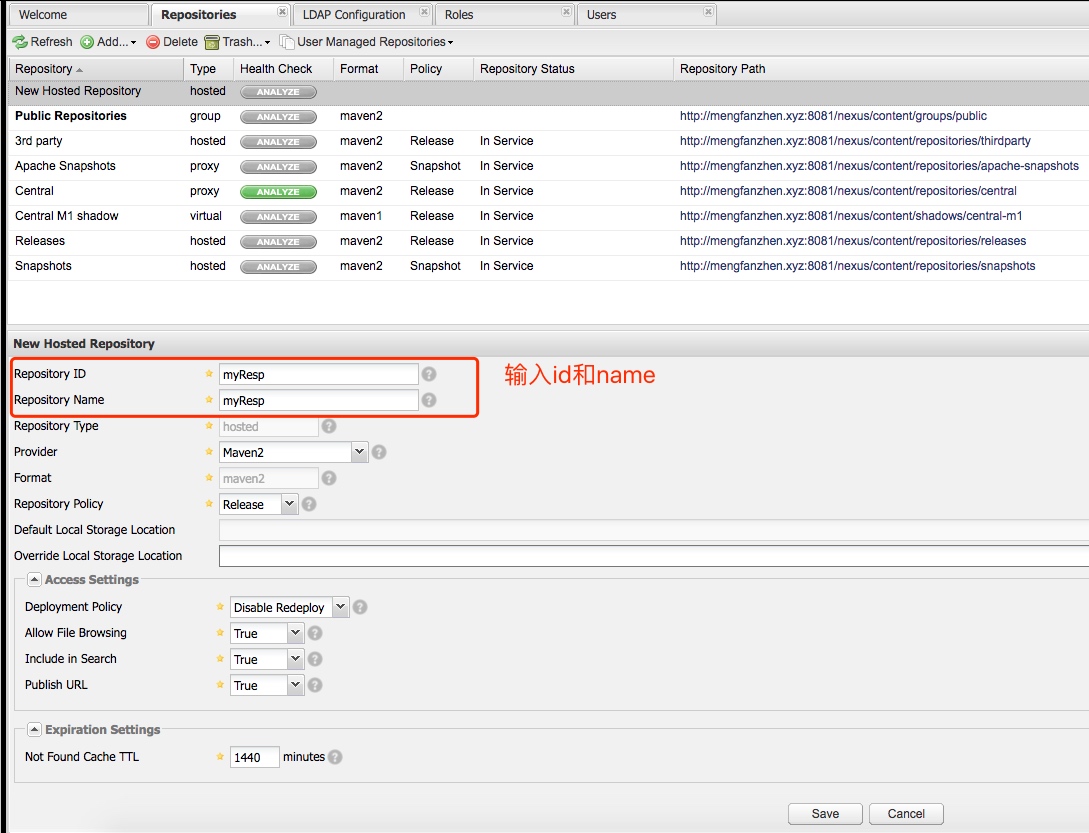 Welcome Repositories LDAP Configuration Roles Users
Refresh Add... Delete Trash... User Managed Repositories
Repository Type Health Check Format Policy Repository Status Repository Path
New Hosted Repository hosted ANALYZE
Public Repositories group ANALYZE maven2 http://mengfanzhen.xyz:8081/nexus/content/groups/public
3rd party hosted ANALYZE maven2 Release In Service http://mengfanzhen.xyz:8081/nexus/content/repositories/thirdparty
Apache Snapshots proxy ANALYZE maven2 Snapshot In Service http://mengfanzhen.xyz:8081/nexus/content/repositories/apache-snapshots
Central proxy ANALYZE maven2 Release In Service http://mengfanzhen.xyz:8081/nexus/content/repositories/central
Central M1 shadow virtual ANALYZE maven1 Release In Service http://mengfanzhen.xyz:8081/nexus/content/shadows/central-m1
Releases hosted ANALYZE maven2 Release In Service http://mengfanzhen.xyz:8081/nexus/content/repositories/releases
Snapshots hosted ANALYZE maven2 Snapshot In Service http://mengfanzhen.xyz:8081/nexus/content/repositories/snapshots
New Hosted Repository
Repository ID myResp
输入id和name
Repository Name myResp
Repository Type hosted
Provider Maven2
Format maven2
Repository Policy Release
Default Local Storage Location
Override Local Storage Location
Access Settings
Deployment Policy Disable Redeploy
Allow File Browsing True
Include in Search True
Publish URL True
Expiration Settings
Not Found Cache TTL 1440 minutes
Save Cancel